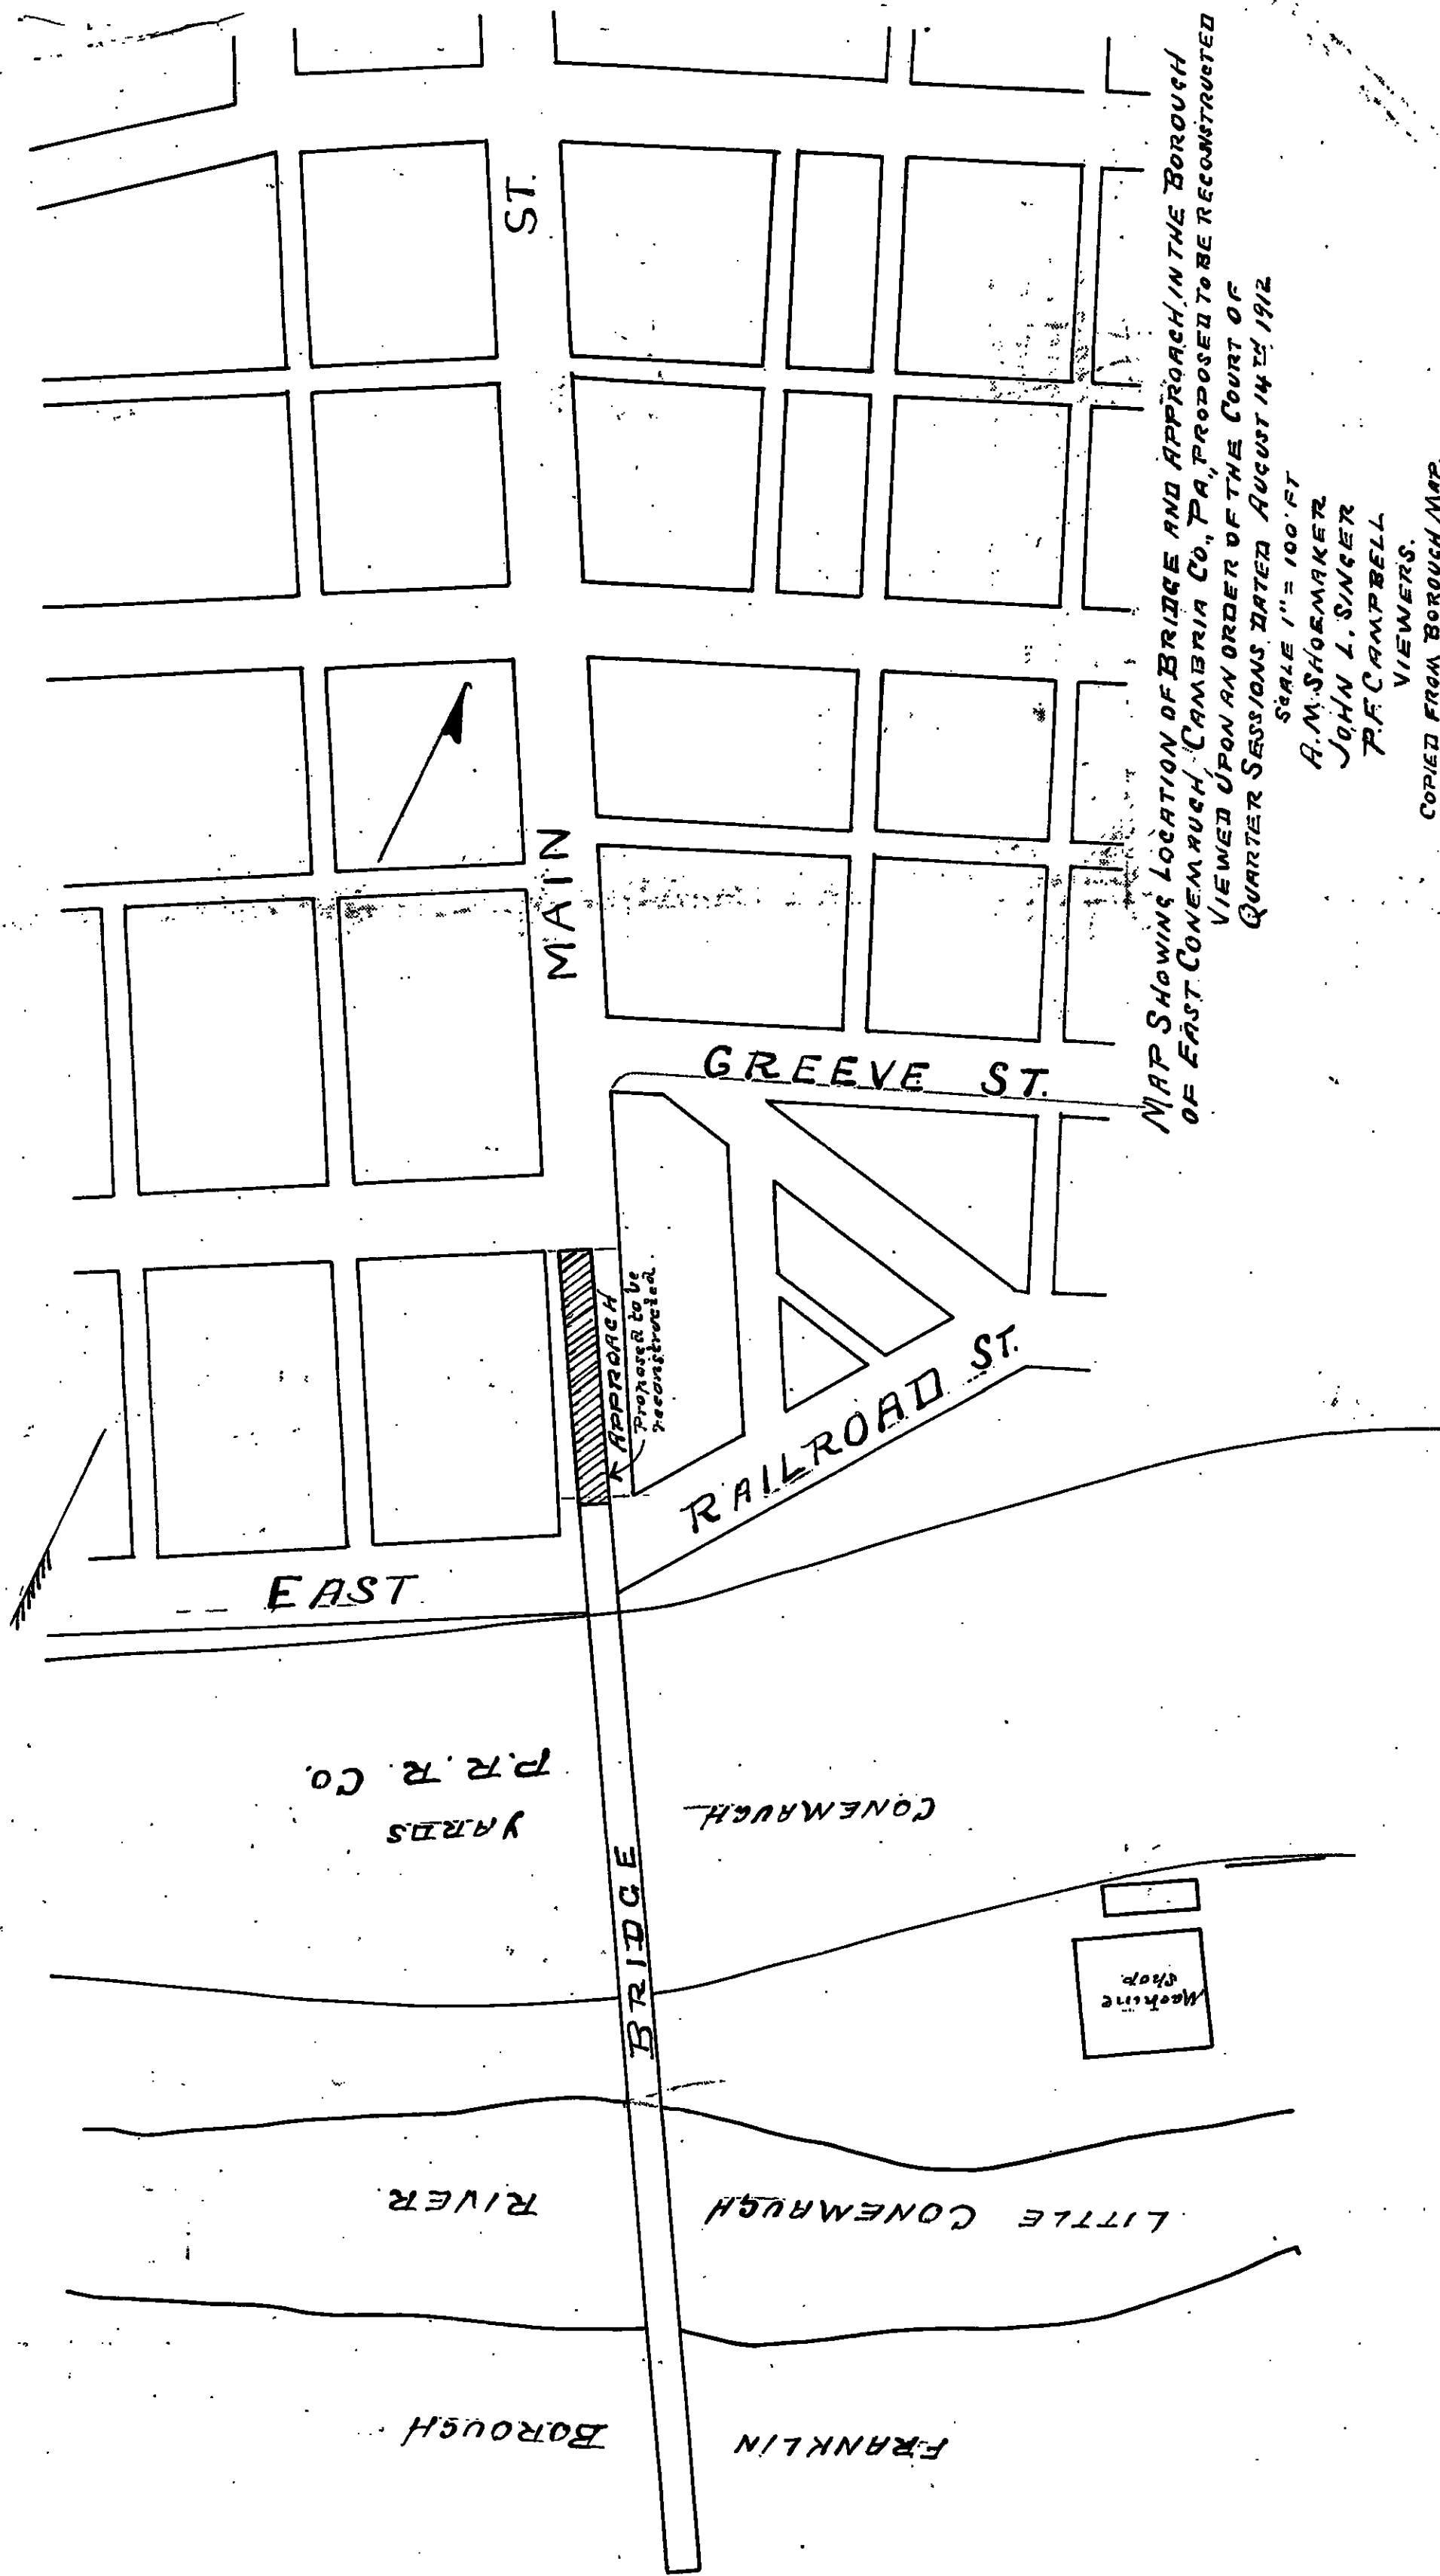 MAP SHOWING LOCATION OF BRIDGE AND APPROACH, IN THE BOROUGH
OF EAST CONEMAUGH, CAMBRIA CO., PA., PROPOSED TO BE RECONSTRUCTED
VIEWED UPON AN ORDER OF THE COURT OF
QUARTER SESSIONS DATED AUGUST 14TH 1912
SCALE 1" = 100' FT
A. M. SHOEMAKER
JOHN L. SINGER
P. F. CAMPBELL
VIEWERS.
COPIED FROM BOROUGH MAP.
MAIN ST.
GREEVE ST.
APPROACH
Proposed to be
reconstructed.
EAST RAILROAD ST.
BRIDGE
CONEMAUGH YARDS
P. R. R. Co.
Machine
Shop
LITTLE CONEMAUGH RIVER
FRANKLIN BOROUGH